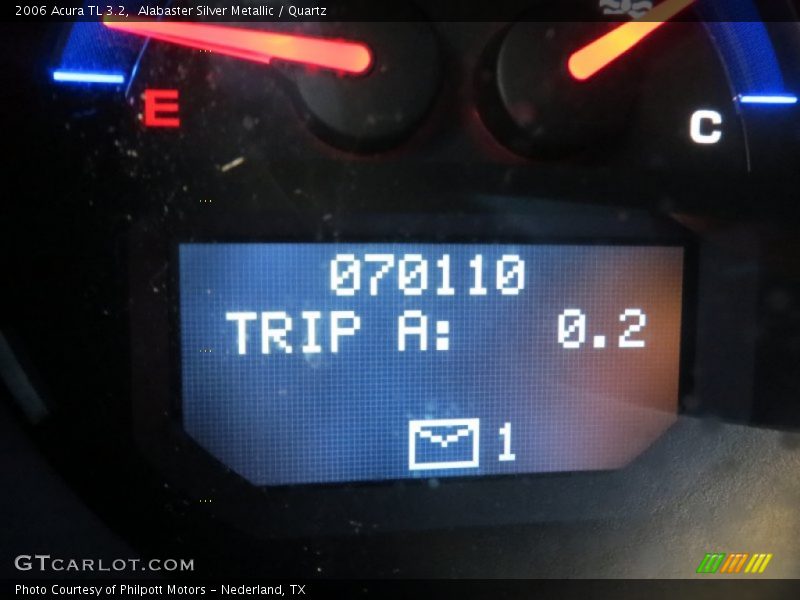 2006 Acura TL 3.2,  Alabaster Silver Metallic / Quartz
E
C
070110
TRIP A: 0.2
1
GTCARLOT.COM
Photo Courtesy of Philpott Motors - Nederland, TX